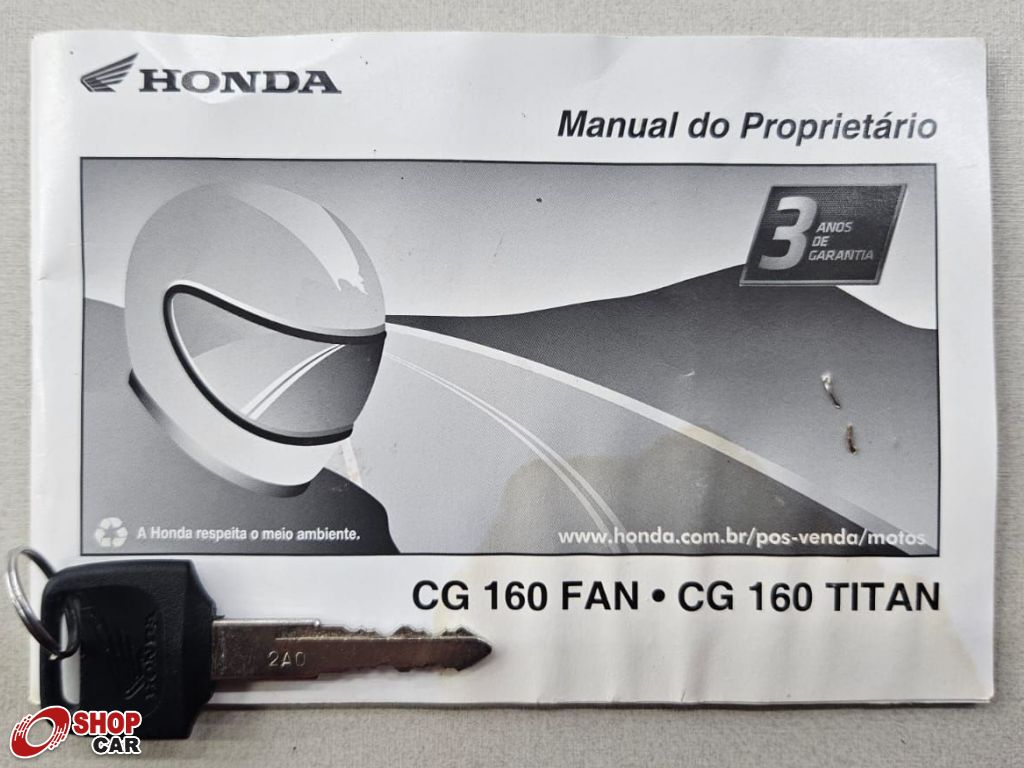 HONDA
Manual do Proprietário
3 ANOS
DE
GARANTIA
A Honda respeita o meio ambiente.
www.honda.com.br/pos-venda/motos
CG 160 FAN • CG 160 TITAN
HONDA
2A0
SHOP
CAR